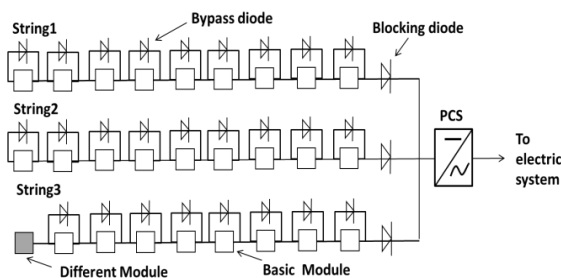 String1
Bypass diode
Blocking diode
String2
PCS
To
electric
system
String3
Different Module
Basic Module